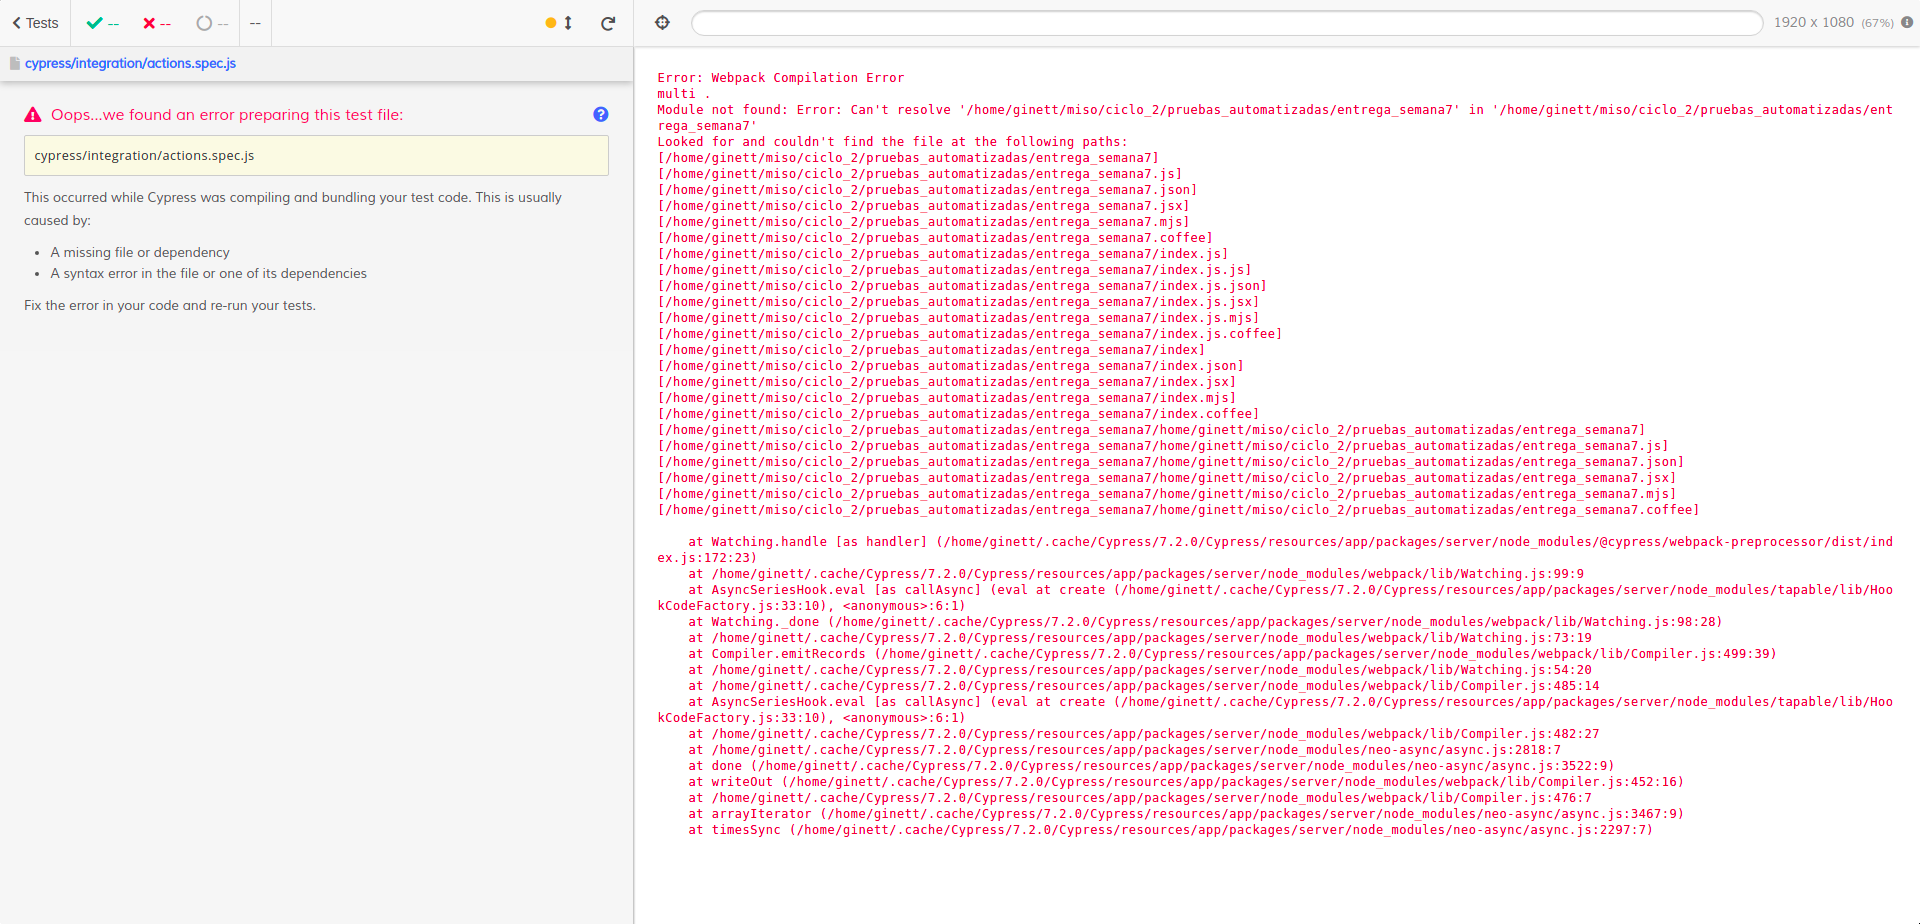 Tests -- -- -- --
1920 x 1080 (67%)
cypress/integration/actions.spec.js
Oops...we found an error preparing this test file:
cypress/integration/actions.spec.js
This occurred while Cypress was compiling and bundling your test code. This is usually
caused by:
• A missing file or dependency
• A syntax error in the file or one of its dependencies
Fix the error in your code and re-run your tests.
Error: Webpack Compilation Error
multi .
Module not found: Error: Can't resolve '/home/ginett/miso/ciclo_2/pruebas_automatizadas/entrega_semana7' in '/home/ginett/miso/ciclo_2/pruebas_automatizadas/ent
rega_semana7'
Looked for and couldn't find the file at the following paths:
[/home/ginett/miso/ciclo_2/pruebas_automatizadas/entrega_semana7]
[/home/ginett/miso/ciclo_2/pruebas_automatizadas/entrega_semana7.js]
[/home/ginett/miso/ciclo_2/pruebas_automatizadas/entrega_semana7.json]
[/home/ginett/miso/ciclo_2/pruebas_automatizadas/entrega_semana7.jsx]
[/home/ginett/miso/ciclo_2/pruebas_automatizadas/entrega_semana7.mjs]
[/home/ginett/miso/ciclo_2/pruebas_automatizadas/entrega_semana7.coffee]
[/home/ginett/miso/ciclo_2/pruebas_automatizadas/entrega_semana7/index.js]
[/home/ginett/miso/ciclo_2/pruebas_automatizadas/entrega_semana7/index.js.js]
[/home/ginett/miso/ciclo_2/pruebas_automatizadas/entrega_semana7/index.js.json]
[/home/ginett/miso/ciclo_2/pruebas_automatizadas/entrega_semana7/index.js.jsx]
[/home/ginett/miso/ciclo_2/pruebas_automatizadas/entrega_semana7/index.js.mjs]
[/home/ginett/miso/ciclo_2/pruebas_automatizadas/entrega_semana7/index.js.coffee]
[/home/ginett/miso/ciclo_2/pruebas_automatizadas/entrega_semana7/index]
[/home/ginett/miso/ciclo_2/pruebas_automatizadas/entrega_semana7/index.json]
[/home/ginett/miso/ciclo_2/pruebas_automatizadas/entrega_semana7/index.jsx]
[/home/ginett/miso/ciclo_2/pruebas_automatizadas/entrega_semana7/index.mjs]
[/home/ginett/miso/ciclo_2/pruebas_automatizadas/entrega_semana7/index.coffee]
[/home/ginett/miso/ciclo_2/pruebas_automatizadas/entrega_semana7/home/ginett/miso/ciclo_2/pruebas_automatizadas/entrega_semana7]
[/home/ginett/miso/ciclo_2/pruebas_automatizadas/entrega_semana7/home/ginett/miso/ciclo_2/pruebas_automatizadas/entrega_semana7.js]
[/home/ginett/miso/ciclo_2/pruebas_automatizadas/entrega_semana7/home/ginett/miso/ciclo_2/pruebas_automatizadas/entrega_semana7.json]
[/home/ginett/miso/ciclo_2/pruebas_automatizadas/entrega_semana7/home/ginett/miso/ciclo_2/pruebas_automatizadas/entrega_semana7.jsx]
[/home/ginett/miso/ciclo_2/pruebas_automatizadas/entrega_semana7/home/ginett/miso/ciclo_2/pruebas_automatizadas/entrega_semana7.mjs]
[/home/ginett/miso/ciclo_2/pruebas_automatizadas/entrega_semana7/home/ginett/miso/ciclo_2/pruebas_automatizadas/entrega_semana7.coffee]
at Watching.handle [as handler] (/home/ginett/.cache/Cypress/7.2.0/Cypress/resources/app/packages/server/node_modules/@cypress/webpack-preprocessor/dist/ind
ex.js:172:23)
at /home/ginett/.cache/Cypress/7.2.0/Cypress/resources/app/packages/server/node_modules/webpack/lib/Watching.js:99:9
at AsyncSeriesHook.eval [as callAsync] (eval at create (/home/ginett/.cache/Cypress/7.2.0/Cypress/resources/app/packages/server/node_modules/tapable/lib/Hoo
kCodeFactory.js:33:10), <anonymous>:6:1)
at Watching._done (/home/ginett/.cache/Cypress/7.2.0/Cypress/resources/app/packages/server/node_modules/webpack/lib/Watching.js:98:28)
at /home/ginett/.cache/Cypress/7.2.0/Cypress/resources/app/packages/server/node_modules/webpack/lib/Watching.js:73:19
at Compiler.emitRecords (/home/ginett/.cache/Cypress/7.2.0/Cypress/resources/app/packages/server/node_modules/webpack/lib/Compiler.js:499:39)
at /home/ginett/.cache/Cypress/7.2.0/Cypress/resources/app/packages/server/node_modules/webpack/lib/Watching.js:54:20
at /home/ginett/.cache/Cypress/7.2.0/Cypress/resources/app/packages/server/node_modules/webpack/lib/Compiler.js:485:14
at AsyncSeriesHook.eval [as callAsync] (eval at create (/home/ginett/.cache/Cypress/7.2.0/Cypress/resources/app/packages/server/node_modules/tapable/lib/Hoo
kCodeFactory.js:33:10), <anonymous>:6:1)
at /home/ginett/.cache/Cypress/7.2.0/Cypress/resources/app/packages/server/node_modules/webpack/lib/Compiler.js:482:27
at /home/ginett/.cache/Cypress/7.2.0/Cypress/resources/app/packages/server/node_modules/neo-async/async.js:2818:7
at done (/home/ginett/.cache/Cypress/7.2.0/Cypress/resources/app/packages/server/node_modules/neo-async/async.js:3522:9)
at writeOut (/home/ginett/.cache/Cypress/7.2.0/Cypress/resources/app/packages/server/node_modules/webpack/lib/Compiler.js:452:16)
at /home/ginett/.cache/Cypress/7.2.0/Cypress/resources/app/packages/server/node_modules/webpack/lib/Compiler.js:476:7
at arrayIterator (/home/ginett/.cache/Cypress/7.2.0/Cypress/resources/app/packages/server/node_modules/neo-async/async.js:3467:9)
at timesSync (/home/ginett/.cache/Cypress/7.2.0/Cypress/resources/app/packages/server/node_modules/neo-async/async.js:2297:7)